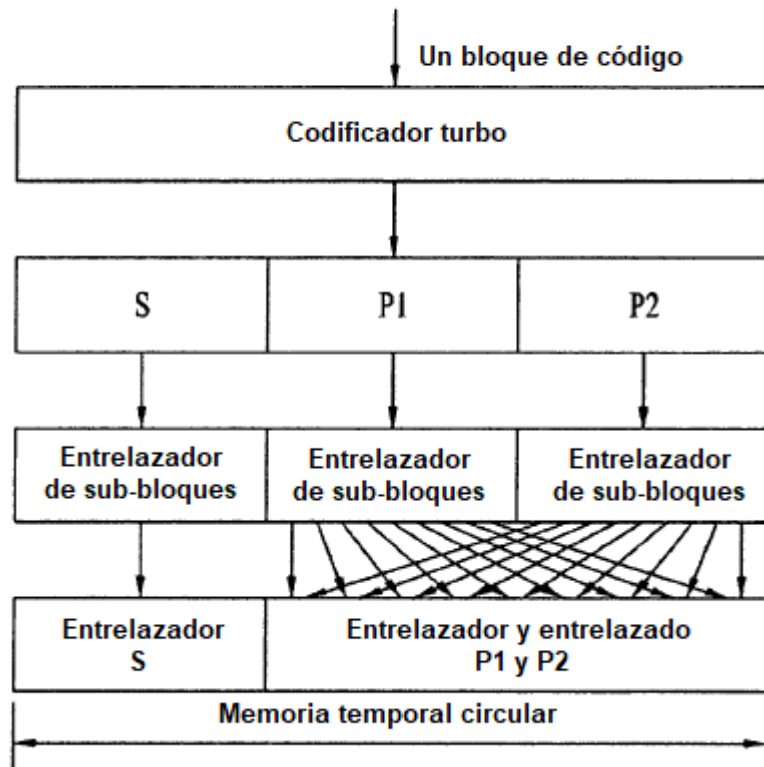 Un bloque de código
Codificador turbo
S P1 P2
Entrelazador de sub-bloques
Entrelazador de sub-bloques
Entrelazador de sub-bloques
Entrelazador S
Entrelazador y entrelazado P1 y P2
Memoria temporal circular